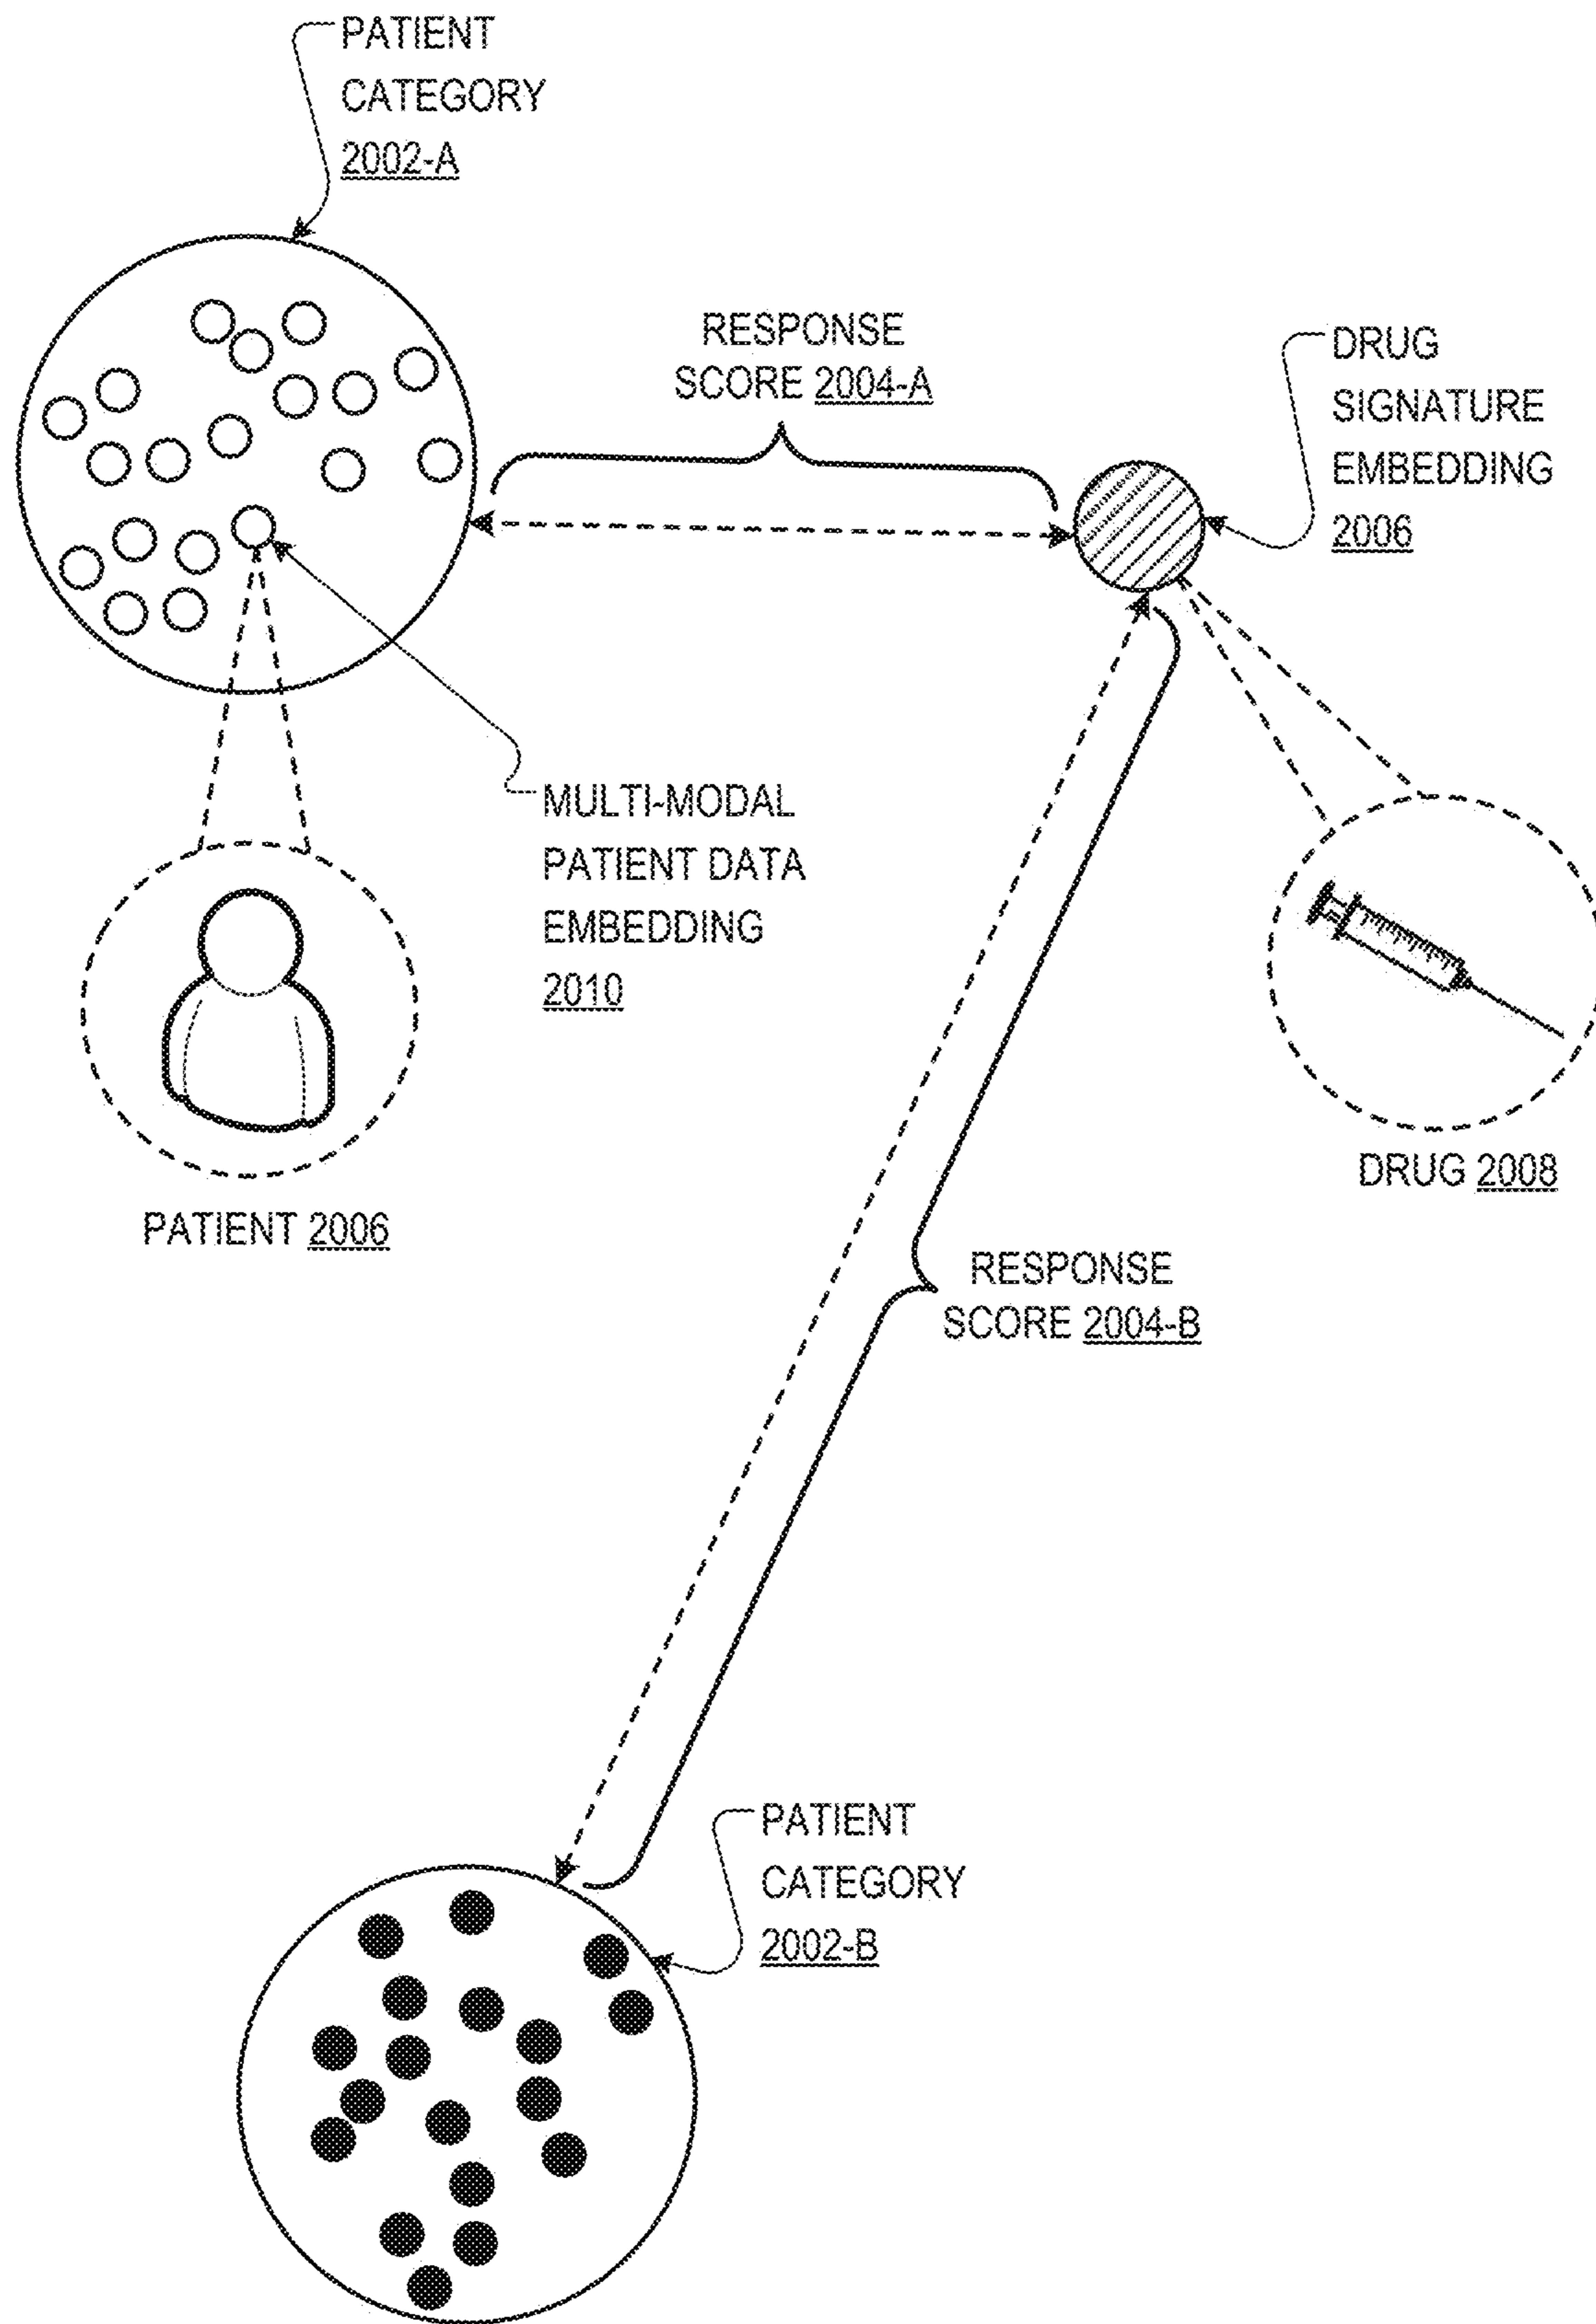 PATIENT
CATEGORY
2002-A
RESPONSE
SCORE 2004-A
DRUG
SIGNATURE
EMBEDDING
2006
MULTI-MODAL
PATIENT DATA
EMBEDDING
2010
PATIENT 2006
DRUG 2008
RESPONSE
SCORE 2004-B
PATIENT
CATEGORY
2002-B